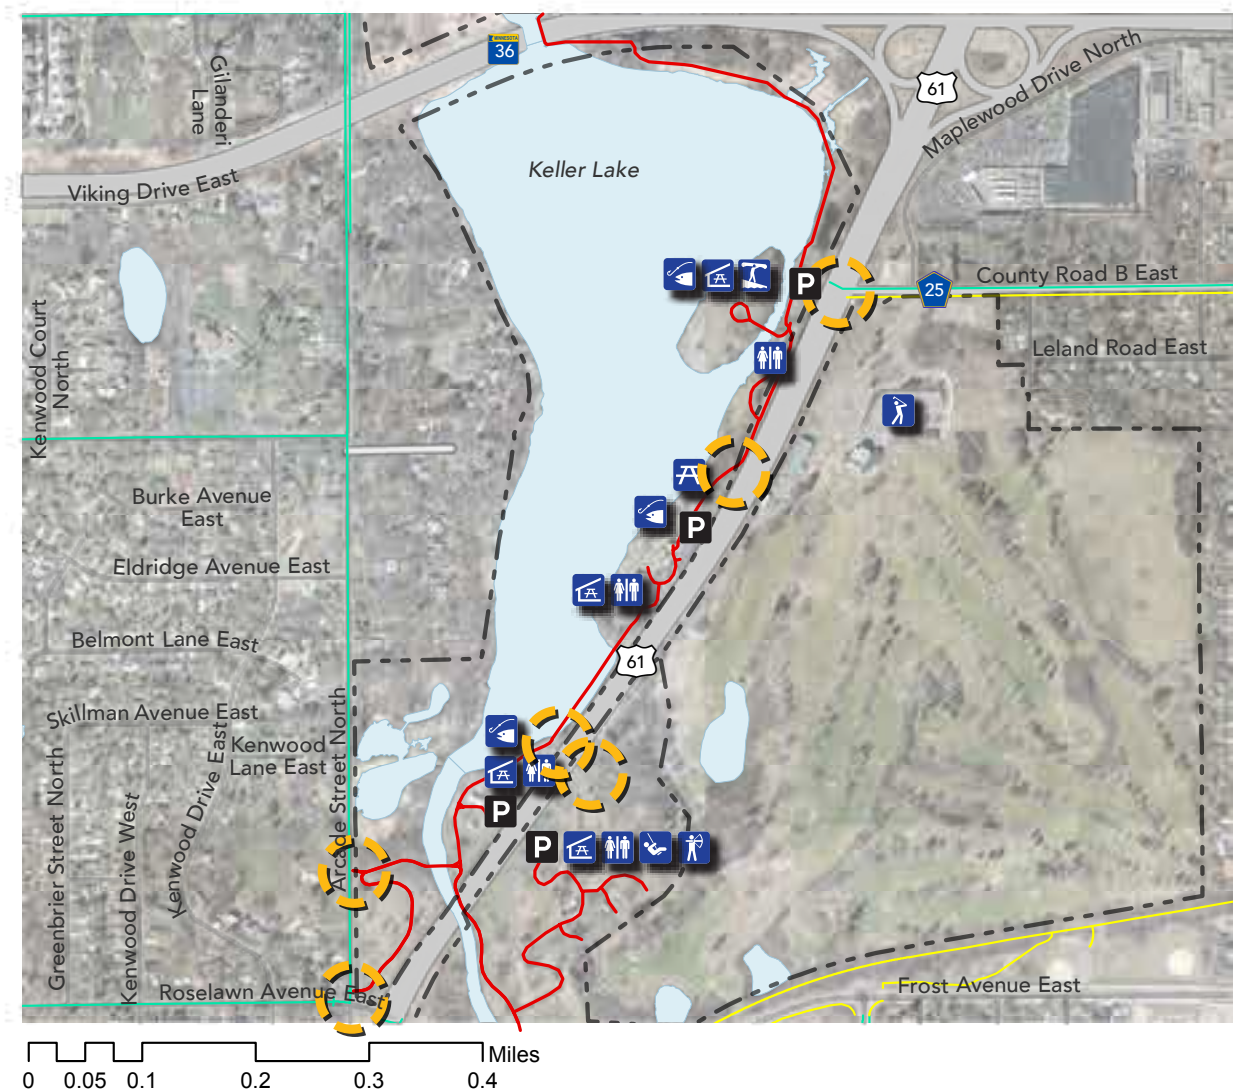 MINNESOTA
36
Gilanderi
Lane
61
Maplewood Drive North
Viking Drive East
Keller Lake
P
County Road B East
25
Kenwood Court
North
Leland Road East
Burke Avenue
East
P
Eldridge Avenue East
Belmont Lane East
61
Skillman Avenue East
Kenwood
Lane East
Arcade Street North
Greenbrier Street North
Kenwood Drive West
Kenwood Drive East
P
P
Roselawn Avenue East
Frost Avenue East
Miles
0 0.05 0.1 0.2 0.3 0.4